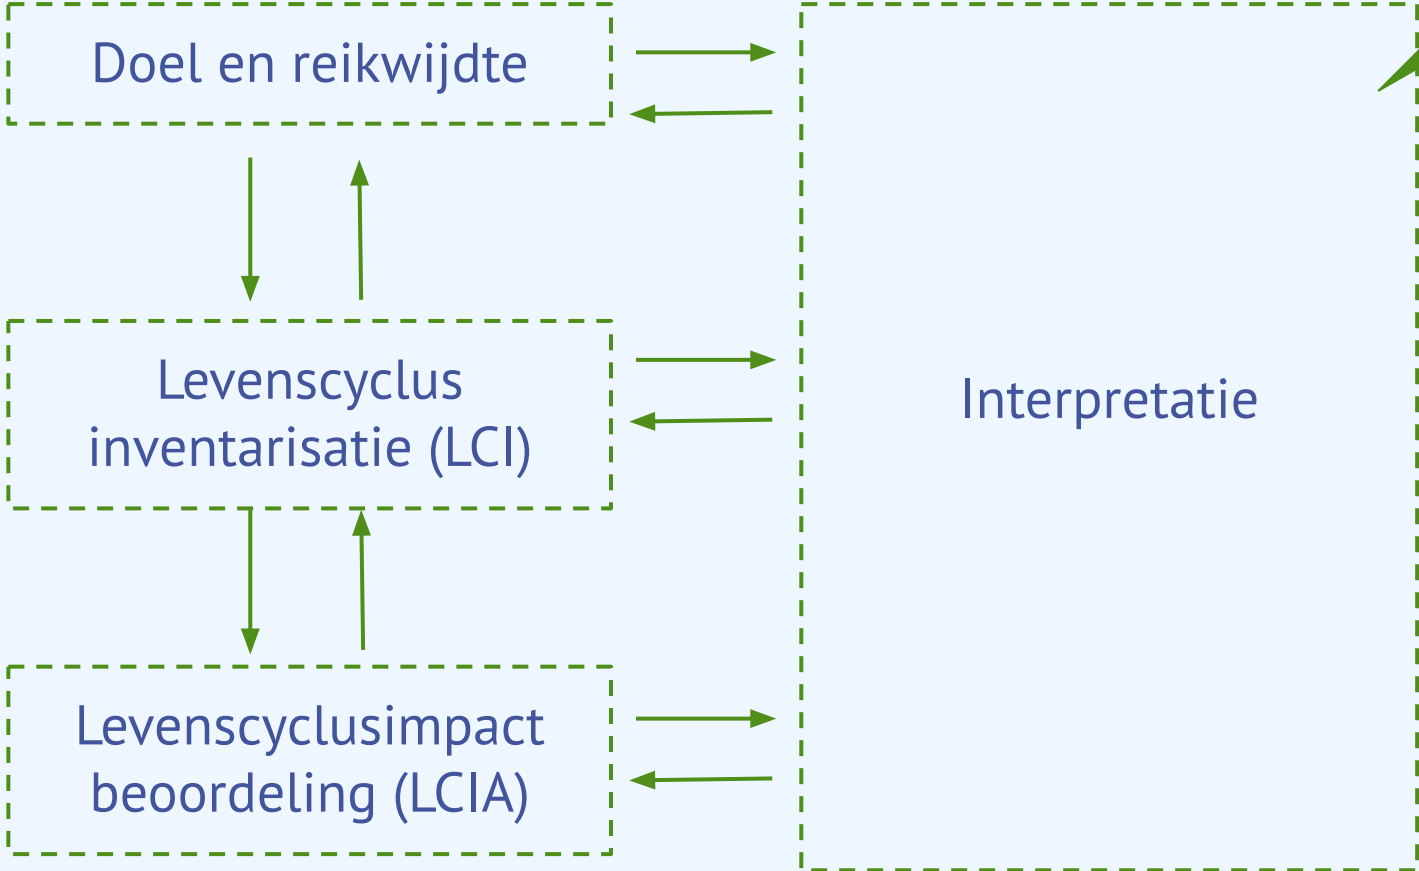 Doel en reikwijdte
Levenscyclus
inventarisatie (LCI)
Levenscyclusimpact
beoordeling (LCIA)
Interpretatie